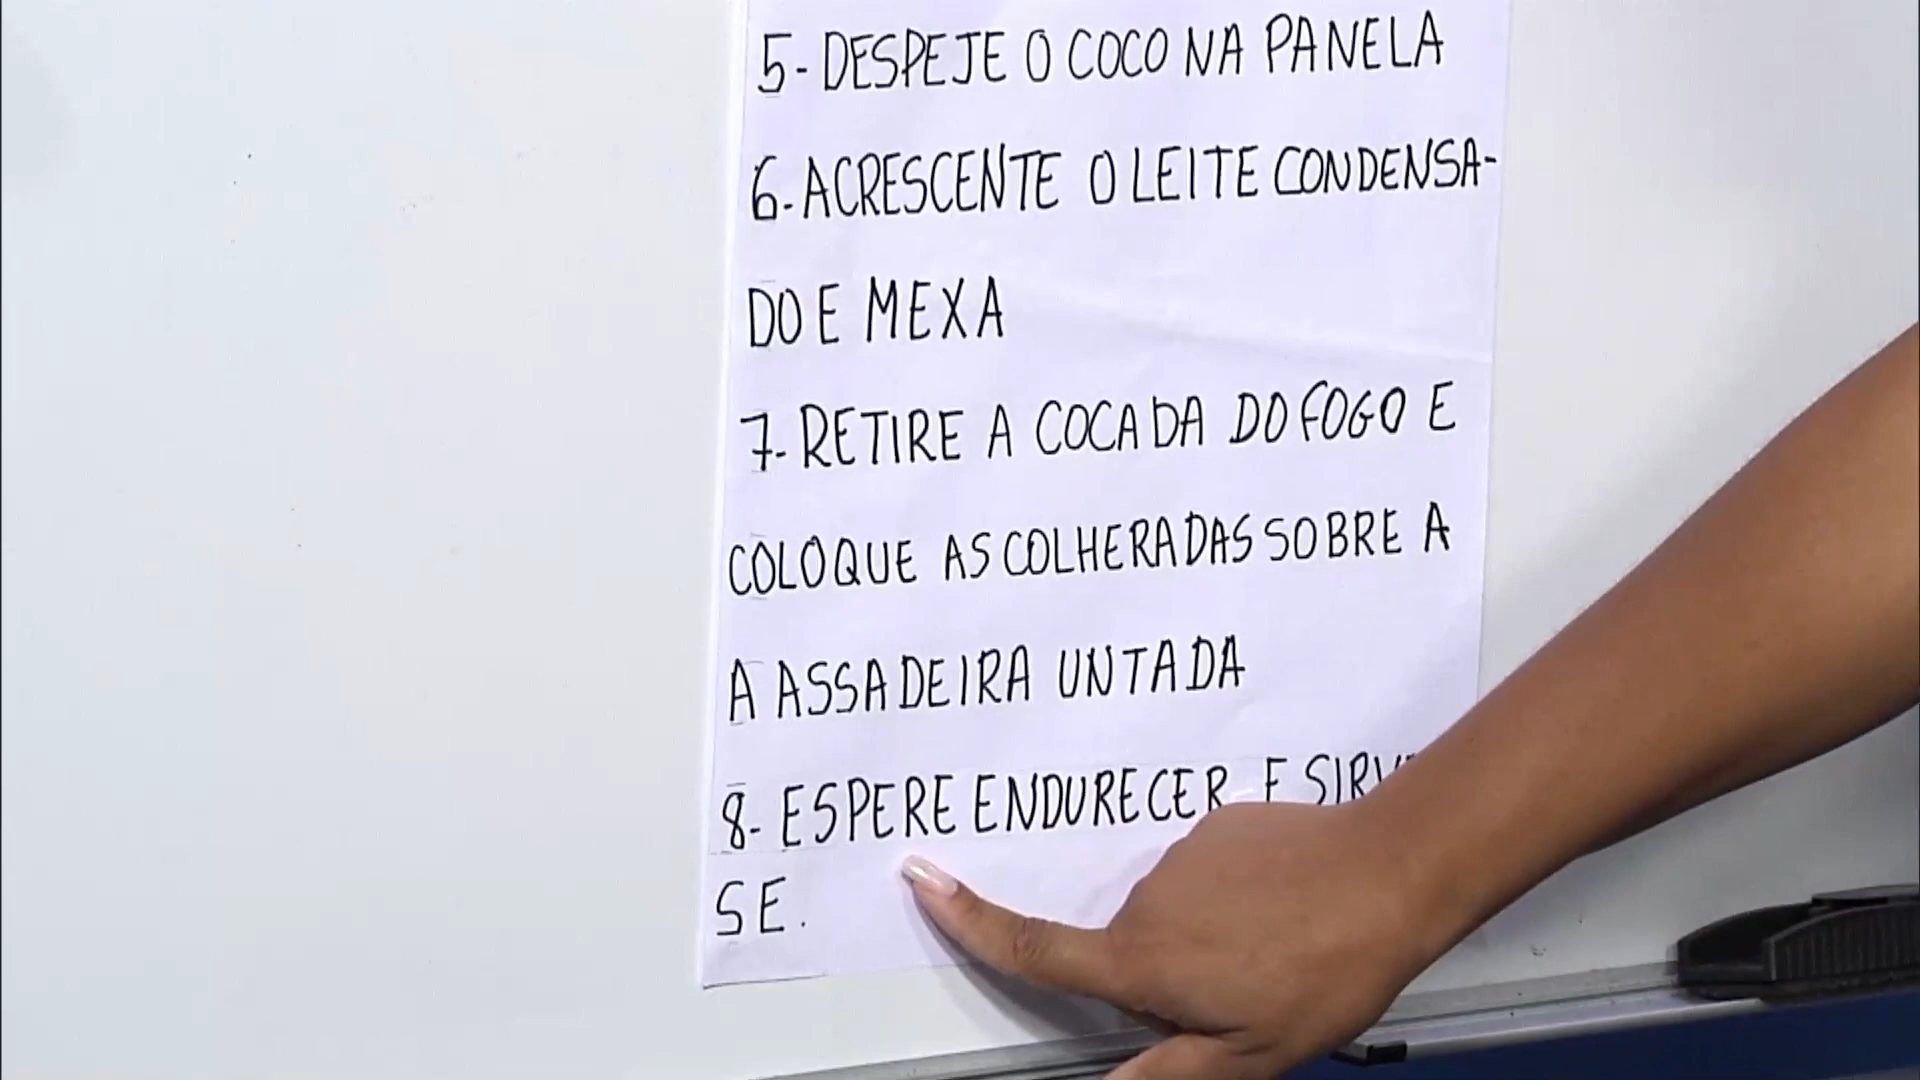 5- DESPEJE O COCO NA PANELA
6- ACRESCENTE O LEITE CONDENSA-
DO E MEXA
7- RETIRE A COCADA DO FOGO E
COLOQUE AS COLHERADAS SOBRE A
A ASSADEIRA UNTADA
8- ESPERE ENDURECER E
SE.